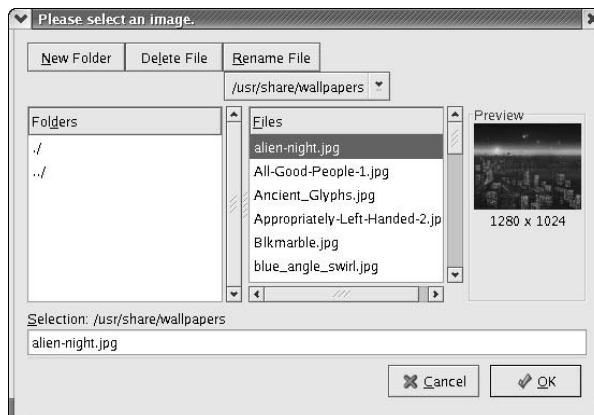 Please select an image.
New Folder
Delete File
Rename File
/usr/share/wallpapers
Folders
./
../
Files
alien-night.jpg
All-Good-People-1.jpg
Ancient_Glyphs.jpg
Appropriately-Left-Handed-2.jp
Blkmarble.jpg
blue_angle_swirl.jpg
Preview
1280 x 1024
Selection: /usr/share/wallpapers
alien-night.jpg
Cancel
OK